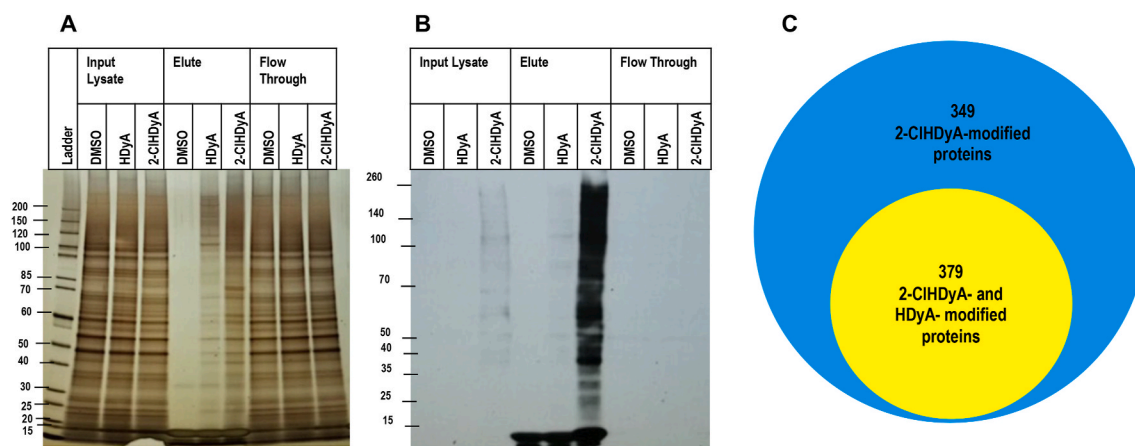 A
Input
Lysate
Elute
Flow
Through
Ladder
DMSO
HDyA
2-ClHDyA
DMSO
HDyA
2-ClHDyA
DMSO
HDyA
2-ClHDyA
200
150
120
100
85
70
60
50
40
30
25
20
15
B
Input Lysate
Elute
Flow Through
DMSO
HDyA
2-ClHDyA
DMSO
HDyA
2-ClHDyA
DMSO
HDyA
2-ClHDyA
260
140
100
70
50
40
35
25
15
C
349
2-ClHDyA-modified
proteins
379
2-ClHDyA- and
HDyA- modified
proteins